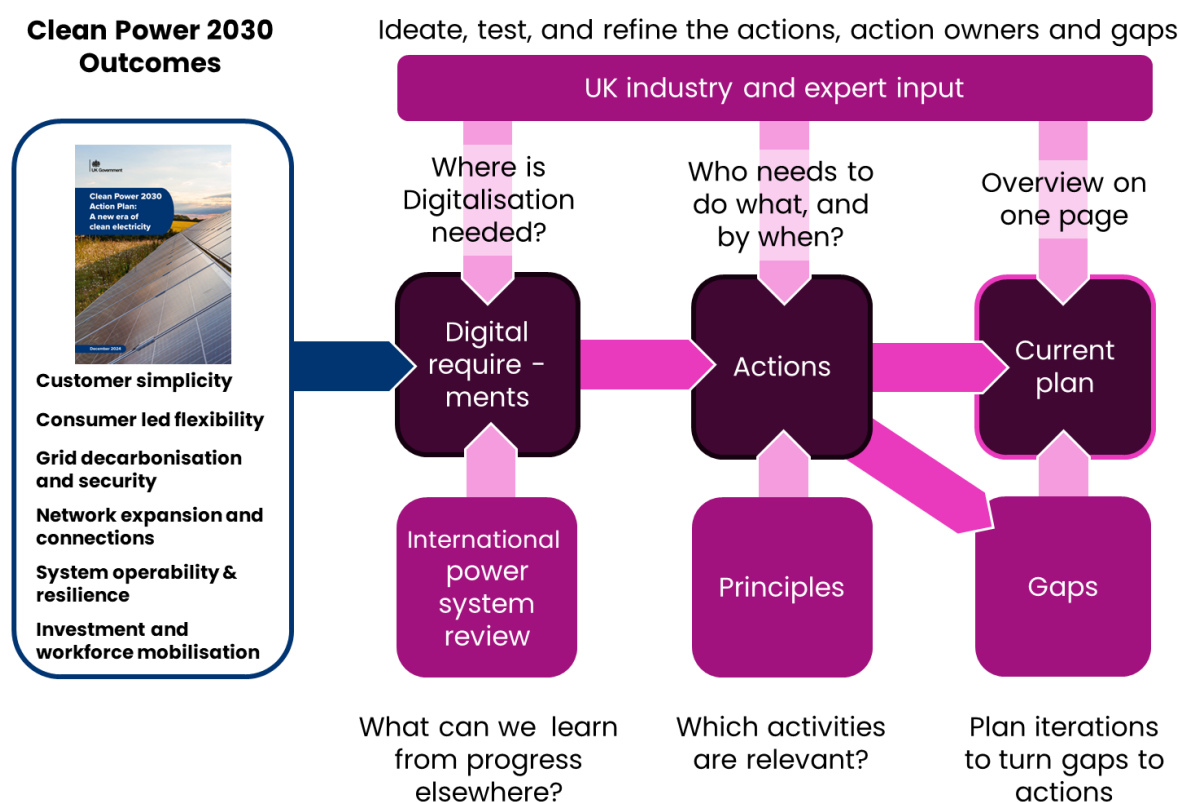 Clean Power 2030
Outcomes
Ideate, test, and refine the actions, action owners and gaps
UK industry and expert input
UK Government
Clean Power 2030
Action Plan:
A new era of
clean electricity
December 2024
Customer simplicity
Consumer led flexibility
Grid decarbonisation
and security
Network expansion and
connections
System operability &
resilience
Investment and
workforce mobilisation
Where is
Digitalisation
needed?
Who needs to
do what, and
by when?
Overview on
one page
Digital
require -
ments
Actions
Current
plan
International
power
system
review
Principles
Gaps
What can we learn
from progress
elsewhere?
Which activities
are relevant?
Plan iterations
to turn gaps to
actions